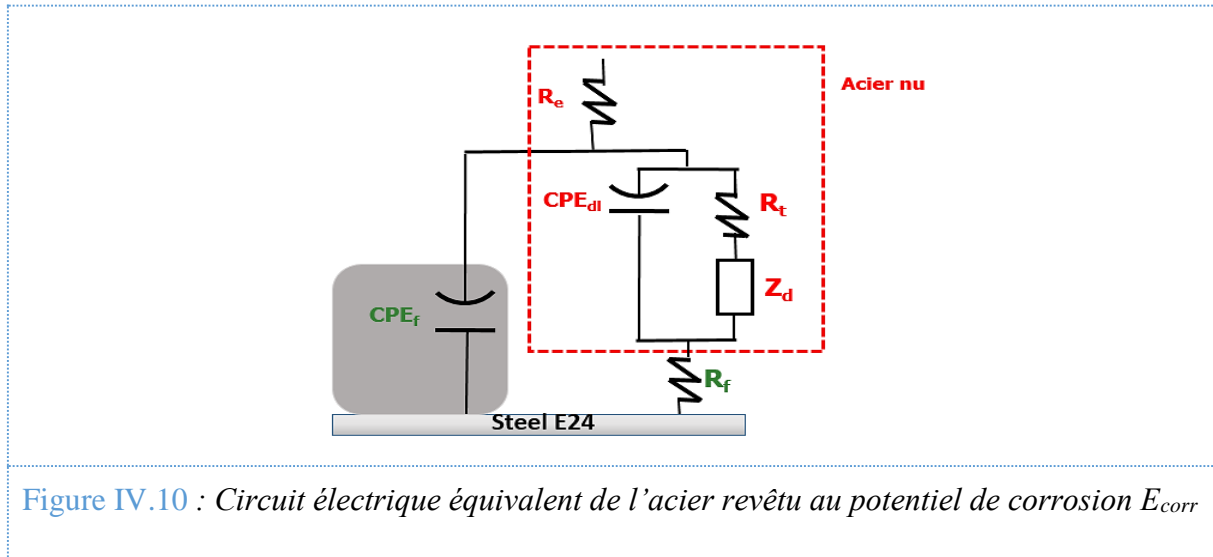 Acier nu
Re
CPEdl
Rt
Zd
CPEf
Rf
Steel E24
Figure IV.10 : Circuit électrique équivalent de l’acier revêtu au potentiel de corrosion Ecorr